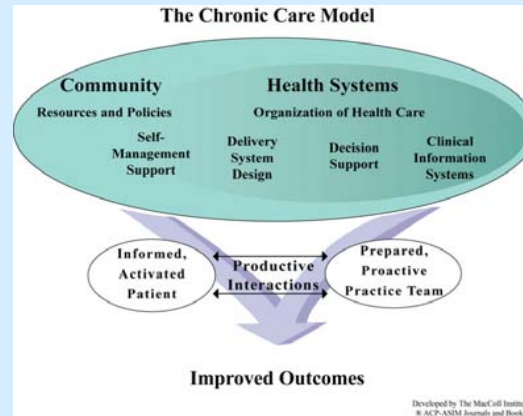 The Chronic Care Model
Community
Health Systems
Resources and Policies
Organization of Health Care
Self-
Management
Support
Delivery
System
Design
Decision
Support
Clinical
Information
Systems
Informed,
Activated
Patient
Productive
Interactions
Prepared,
Proactive
Practice Team
Improved Outcomes
Developed by The MacColl Institu
® ACP-ASIM Journals and Book